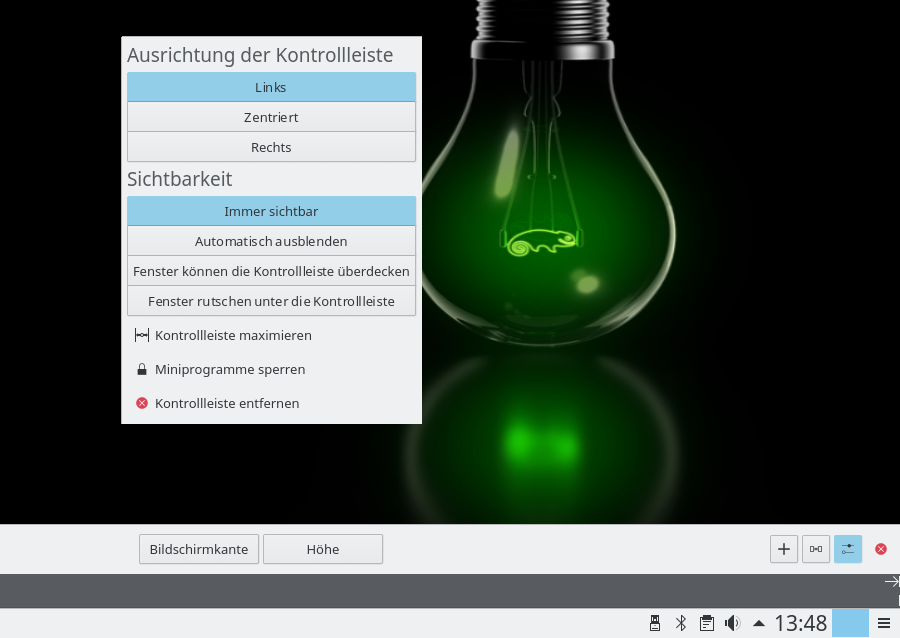 Ausrichtung der Kontrollleiste
Links
Zentriert
Rechts
Sichtbarkeit
Immer sichtbar
Automatisch ausblenden
Fenster können die Kontrollleiste überdecken
Fenster rutschen unter die Kontrollleiste
Kontrollleiste maximieren
Miniprogramme sperren
Kontrollleiste entfernen
Bildschirmkante
Höhe
13:48